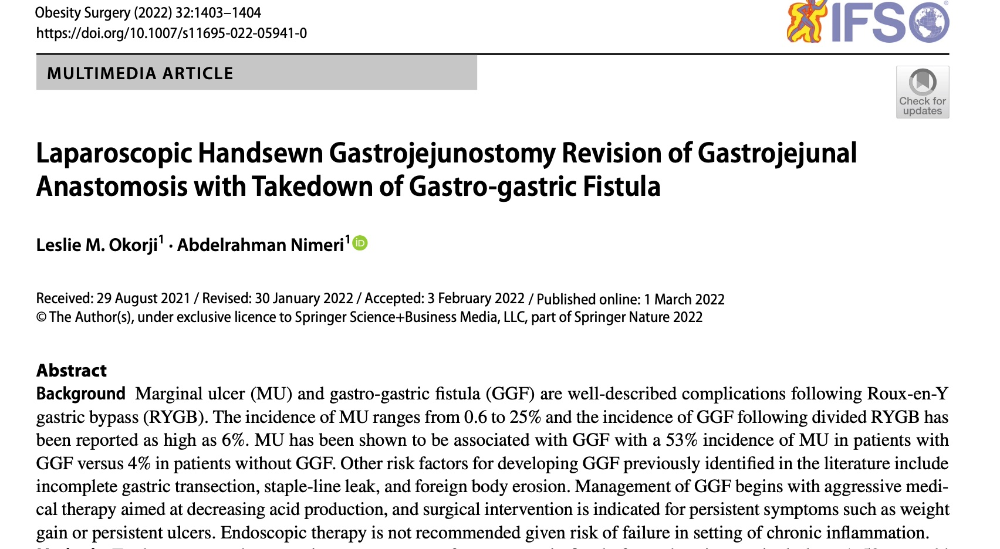 Obesity Surgery (2022) 32:1403–1404
https://doi.org/10.1007/s11695-022-05941-0
IFSO
®
MULTIMEDIA ARTICLE
Check for
updates
Laparoscopic Handsewn Gastrojejunostomy Revision of Gastrojejunal
Anastomosis with Takedown of Gastro-gastric Fistula
Leslie M. Okorji¹ · Abdelrahman Nimeri¹ iD
Received: 29 August 2021 / Revised: 30 January 2022 / Accepted: 3 February 2022 / Published online: 1 March 2022
© The Author(s), under exclusive licence to Springer Science+Business Media, LLC, part of Springer Nature 2022
Abstract
Background Marginal ulcer (MU) and gastro-gastric fistula (GGF) are well-described complications following Roux-en-Y
gastric bypass (RYGB). The incidence of MU ranges from 0.6 to 25% and the incidence of GGF following divided RYGB has
been reported as high as 6%. MU has been shown to be associated with GGF with a 53% incidence of MU in patients with
GGF versus 4% in patients without GGF. Other risk factors for developing GGF previously identified in the literature include
incomplete gastric transection, staple-line leak, and foreign body erosion. Management of GGF begins with aggressive medi-
cal therapy aimed at decreasing acid production, and surgical intervention is indicated for persistent symptoms such as weight
gain or persistent ulcers. Endoscopic therapy is not recommended given risk of failure in setting of chronic inflammation.